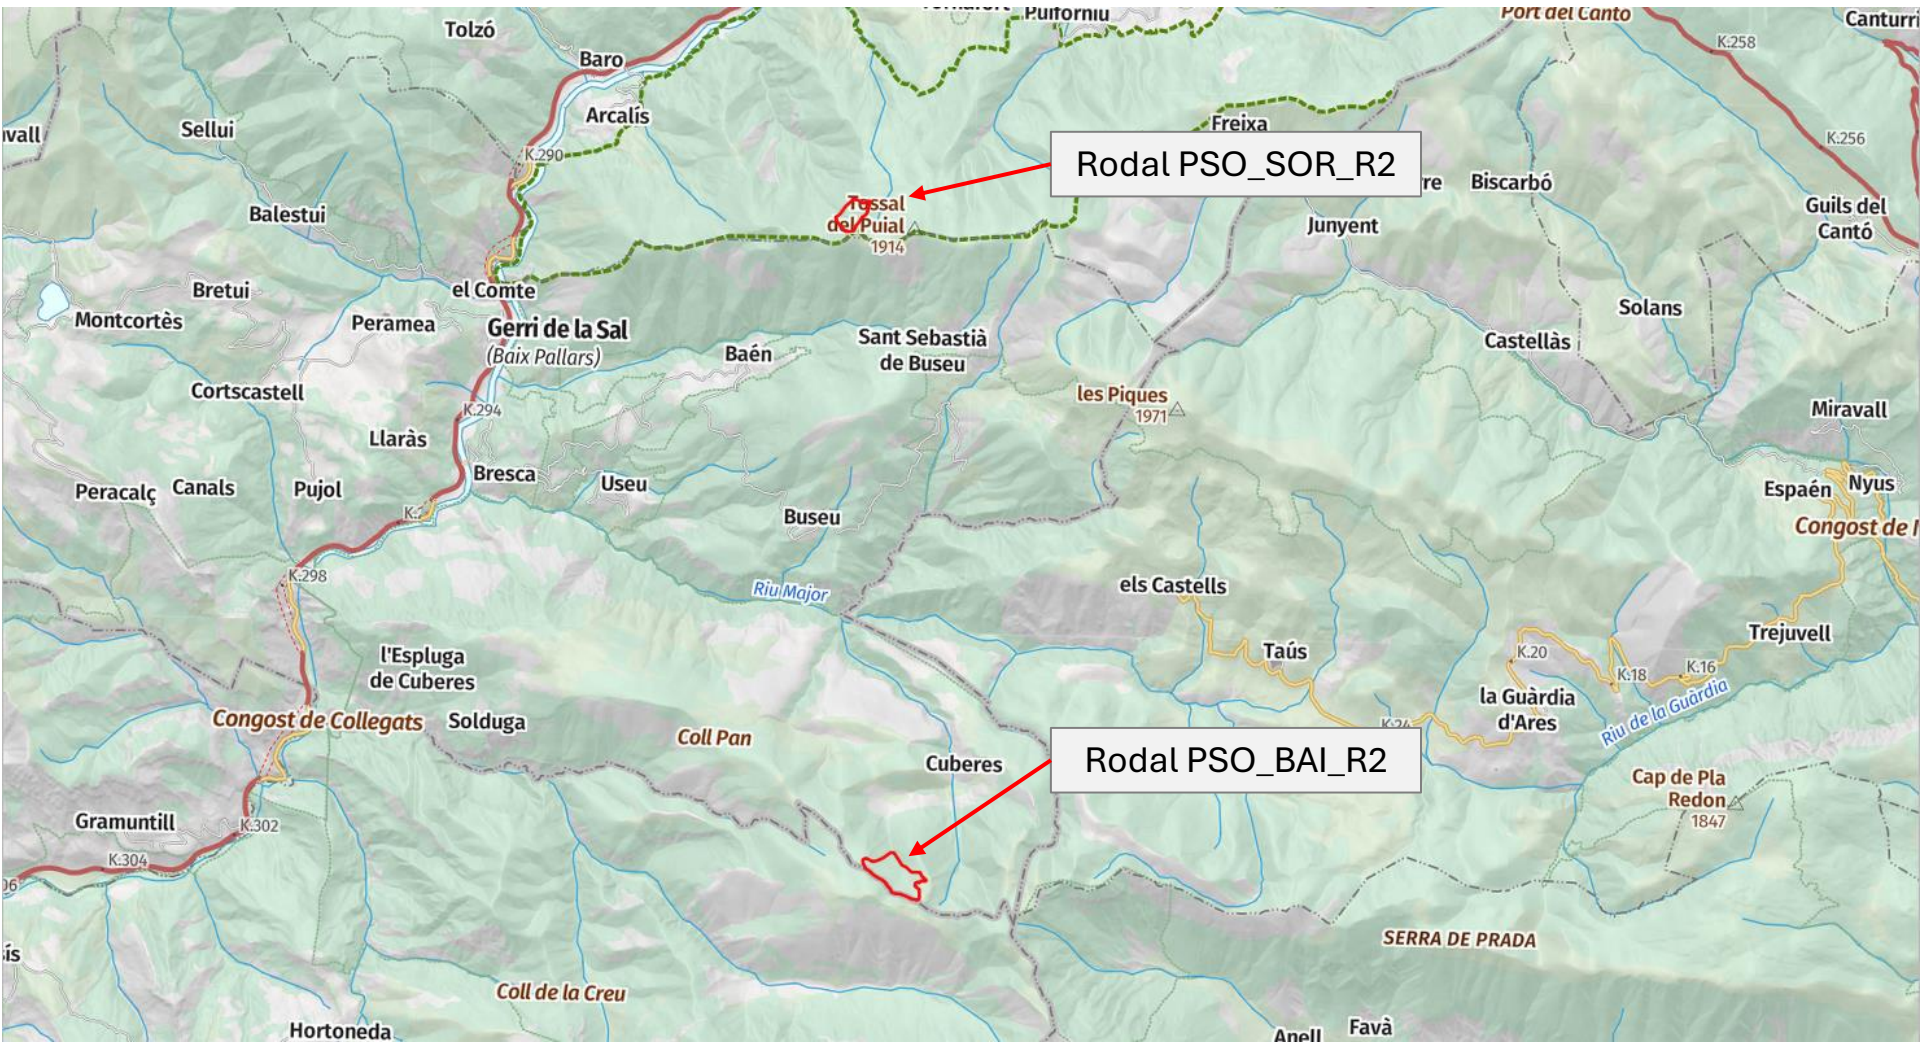 Puiforniu
Port del Cantó
Canturri
Tolzó
K.258
Baro
Arcalís
Freixa
Sellui
K.256
K.290
Rodal PSO_SOR_R2
Biscarbó
Tossal
del Puial
1914
Balestui
Guils del
Cantó
Junyent
Bretui
el Comte
Montcortès
Peramea
Gerri de la Sal
(Baix Pallars)
Solans
Sant Sebastià
de Buseu
Baén
Castellàs
Cortscastell
les Piques
1971
K.294
Miravall
Llaràs
Bresca
Useu
Peracalç
Canals
Pujol
Espaén
Nyus
Buseu
Congost de
K.298
Riu Major
els Castells
Trejuvell
Taús
K.20
l'Espluga
de Cuberes
K.18
K.16
la Guàrdia
d'Ares
Riu de la Guàrdia
Congost de Collegats
Solduga
K.24
Coll Pan
Cuberes
Rodal PSO_BAI_R2
Cap de Pla
Redon
1847
Gramuntill
K.302
K.304
SERRA DE PRADA
Coll de la Creu
Hortoneda
Anell
Favà